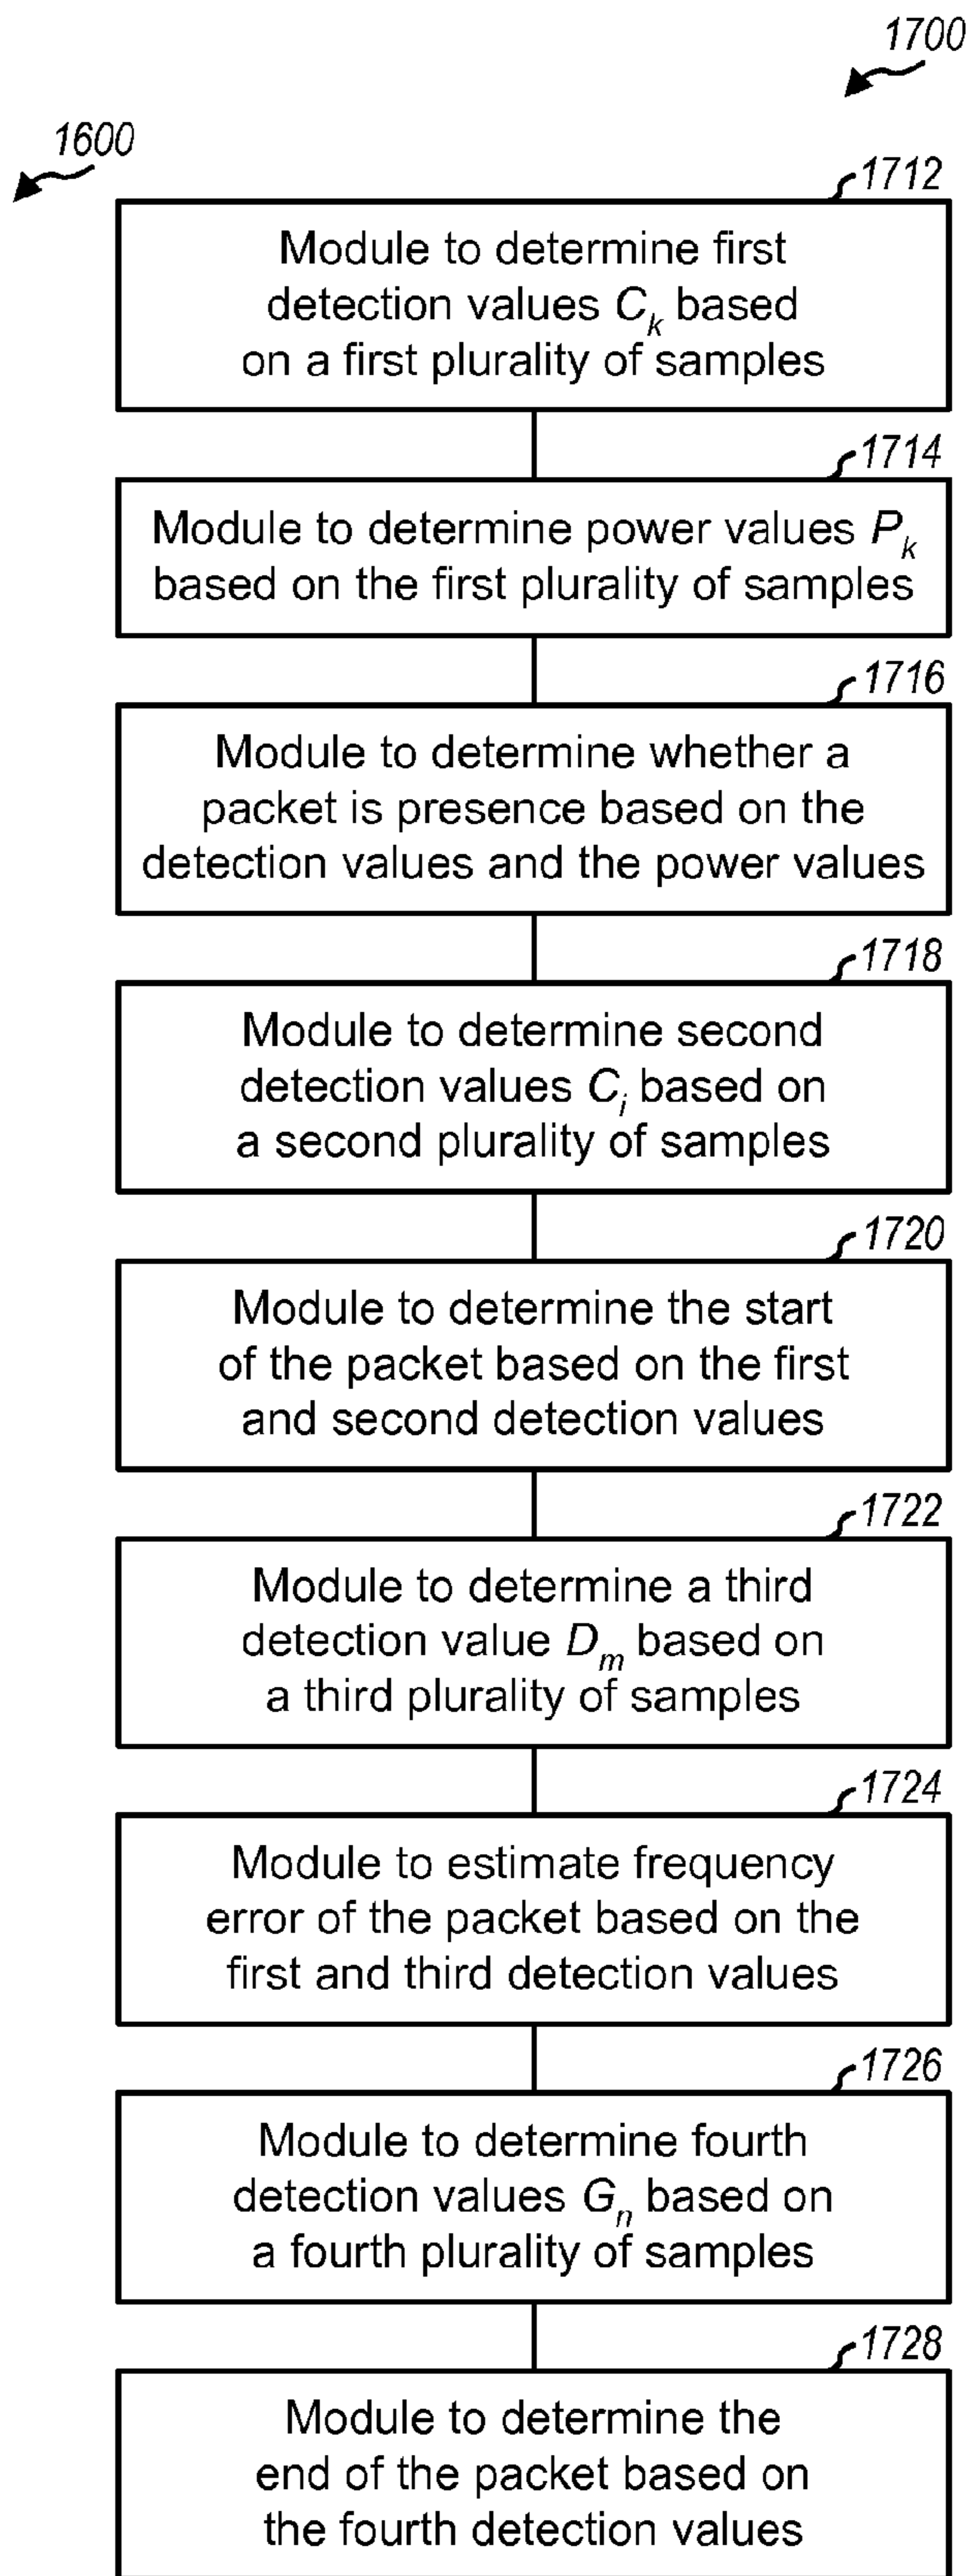 1700
1600
1712
Module to determine first
detection values Ck based
on a first plurality of samples
1714
Module to determine power values Pk
based on the first plurality of samples
1716
Module to determine whether a
packet is presence based on the
detection values and the power values
1718
Module to determine second
detection values Ci based on
a second plurality of samples
1720
Module to determine the start
of the packet based on the first
and second detection values
1722
Module to determine a third
detection value Dm based on
a third plurality of samples
1724
Module to estimate frequency
error of the packet based on the
first and third detection values
1726
Module to determine fourth
detection values Gn based on
a fourth plurality of samples
1728
Module to determine the
end of the packet based on
the fourth detection values